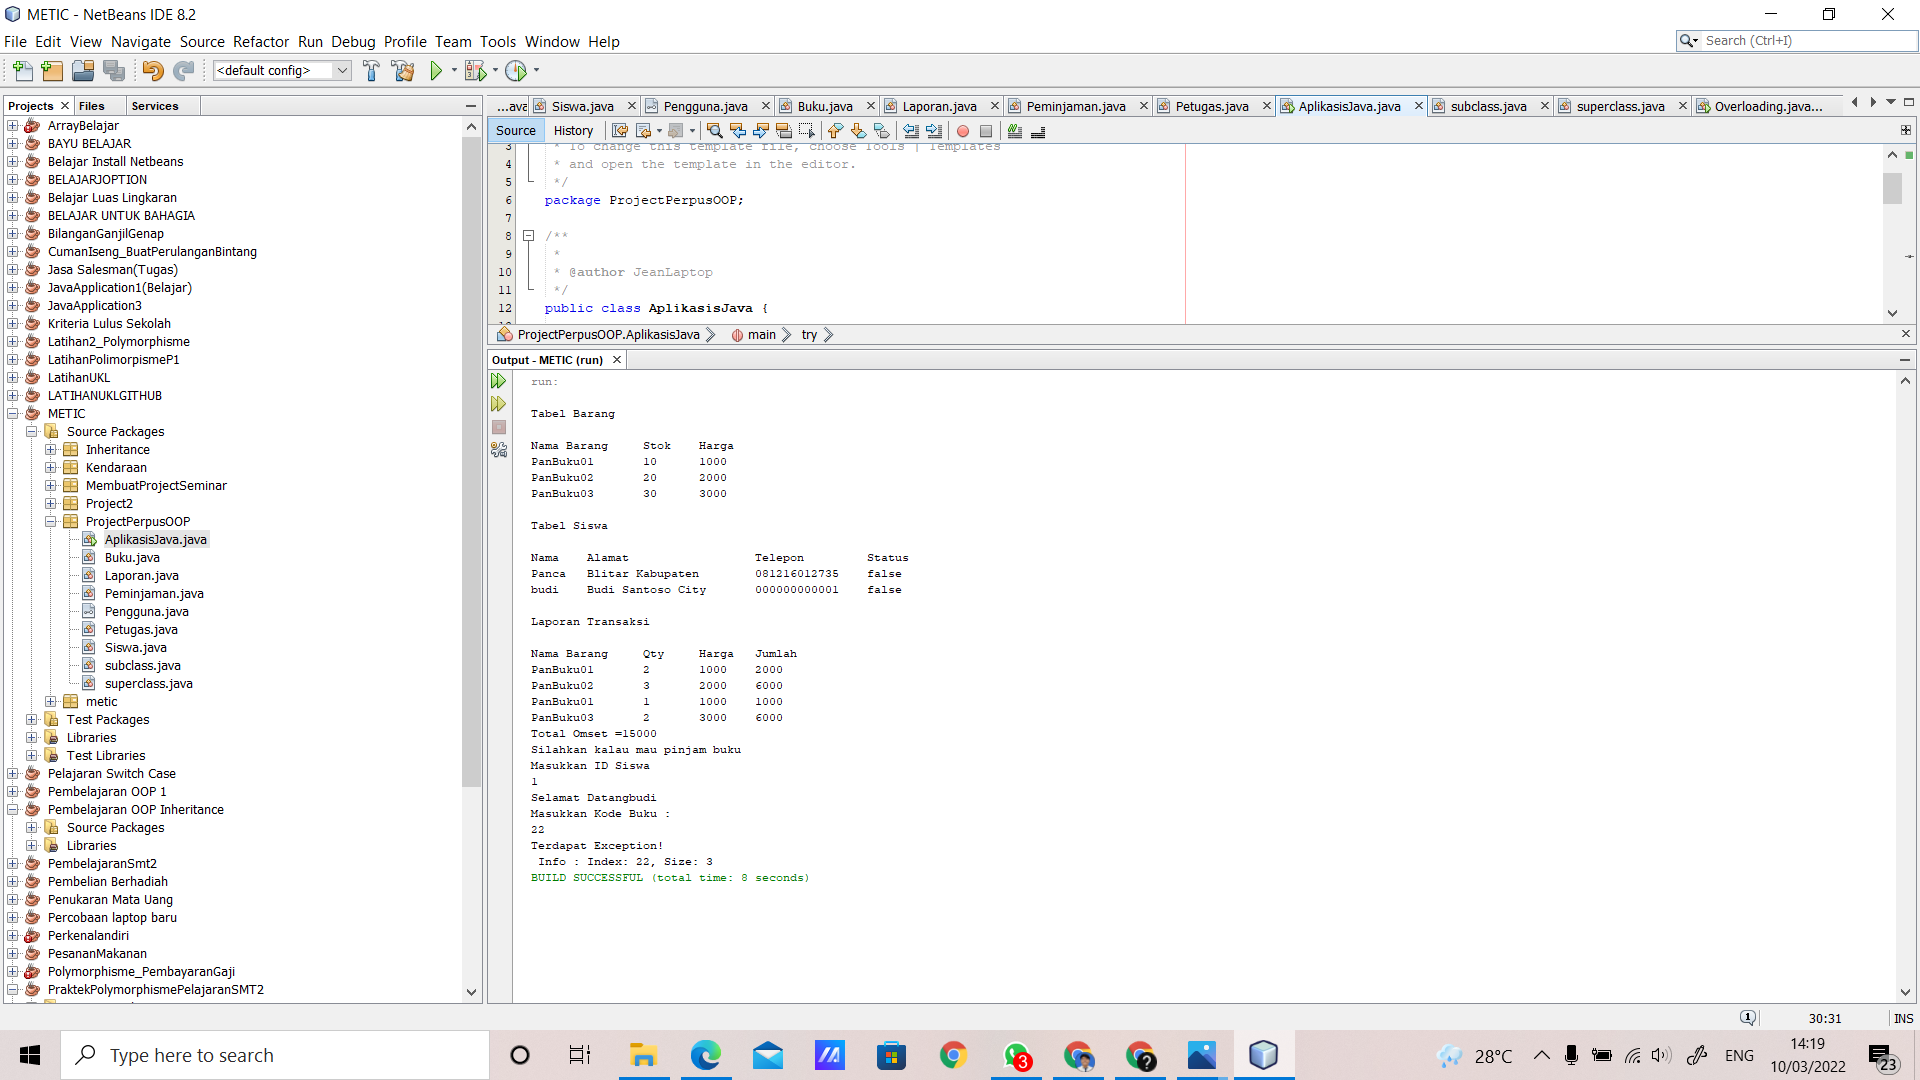 METIC - NetBeans IDE 8.2
File Edit View Navigate Source Refactor Run Debug Profile Team Tools Window Help
Search (Ctrl+I)
<default config>
Projects Files Services
ArrayBelajar
BAYU BELAJAR
Belajar Install Netbeans
BELAJARJOPTION
Belajar Luas Lingkaran
BELAJAR UNTUK BAHAGIA
BilanganGanjilGenap
CumanIseng_BuatPerulanganBintang
Jasa Salesman(Tugas)
JavaApplication1(Belajar)
JavaApplication3
Kriteria Lulus Sekolah
Latihan2_Polymorphisme
LatihanPolimorpismeP1
LatihanUKL
LATIHANUKLGITHUB
METIC
Source Packages
Inheritance
Kendaraan
MembuatProjectSeminar
Project2
ProjectPerpusOOP
AplikasisJava.java
Buku.java
Laporan.java
Peminjaman.java
Pengguna.java
Petugas.java
Siswa.java
subclass.java
superclass.java
metic
Test Packages
Libraries
Test Libraries
Pelajaran Switch Case
Pembelajaran OOP 1
Pembelajaran OOP Inheritance
Source Packages
Libraries
PembelajaranSmt2
Pembelian Berhadiah
Penukaran Mata Uang
Percobaan laptop baru
Perkenalandiri
PesananMakanan
Polymorphisme_PembayaranGaji
PraktekPolymorphismePelajaranSMT2
...ava Siswa.java Pengguna.java Buku.java Laporan.java Peminjaman.java Petugas.java AplikasisJava.java subclass.java superclass.java Overloading.java...
Source History
3 * To change this template file, choose Tools | Templates
4 * and open the template in the editor.
5 */
6 package ProjectPerpusOOP;
7
8 /**
9 *
10 * @author JeanLaptop
11 */
12 public class AplikasisJava {
ProjectPerpusOOP.AplikasisJava main try
Output - METIC (run)
run:
Tabel Barang
Nama Barang Stok Harga
PanBuku01 10 1000
PanBuku02 20 2000
PanBuku03 30 3000
Tabel Siswa
Nama Alamat Telepon Status
Panca Blitar Kabupaten 081216012735 false
budi Budi Santoso City 000000000001 false
Laporan Transaksi
Nama Barang Qty Harga Jumlah
PanBuku01 2 1000 2000
PanBuku02 3 2000 6000
PanBuku01 1 1000 1000
PanBuku03 2 3000 6000
Total Omset =15000
Silahkan kalau mau pinjam buku
Masukkan ID Siswa
1
Selamat Datangbudi
Masukkan Kode Buku :
22
Terdapat Exception!
Info : Index: 22, Size: 3
BUILD SUCCESSFUL (total time: 8 seconds)
1 30:31 INS
Type here to search
3
28°C ENG
14:19
10/03/2022
23